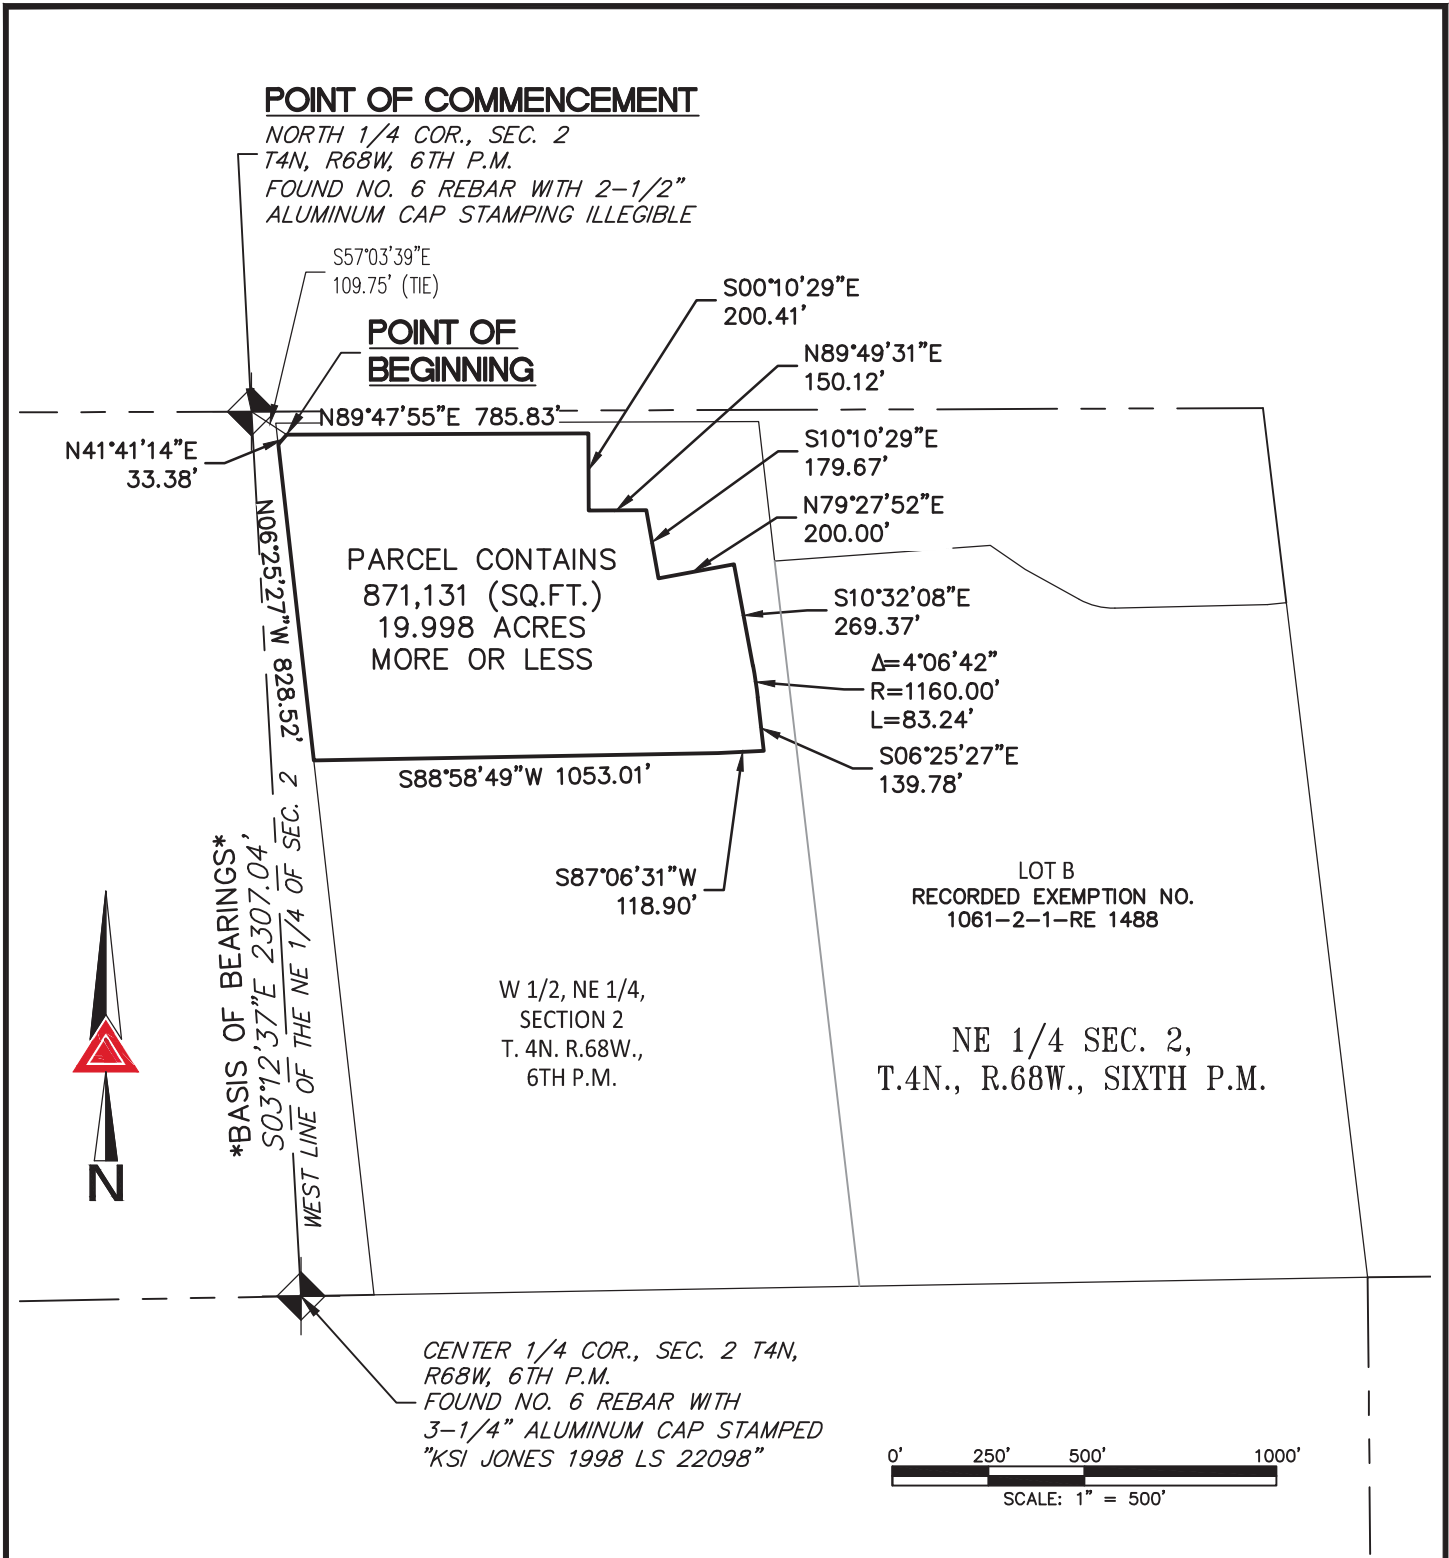 POINT OF COMMENCEMENT
NORTH 1/4 COR., SEC. 2
T4N, R68W, 6TH P.M.
FOUND NO. 6 REBAR WITH 2-1/2"
ALUMINUM CAP STAMPING ILLEGIBLE
S57°03'39"E
109.75' (TIE)
POINT OF
BEGINNING
S00°10'29"E
200.41'
N89°49'31"E
150.12'
N89°47'55"E 785.83'
N41°41'14"E
33.38'
S10°10'29"E
179.67'
N79°27'52"E
200.00'
N06°25'27"W 828.52'
PARCEL CONTAINS
871,131 (SQ.FT.)
19.998 ACRES
MORE OR LESS
S10°32'08"E
269.37'
Δ=4°06'42"
R=1160.00'
L=83.24'
S06°25'27"E
139.78'
S88°58'49"W 1053.01'
S87°06'31"W
118.90'
*BASIS OF BEARINGS*
S03°12'37"E 2307.04'
WEST LINE OF THE NE 1/4 OF SEC. 2
LOT B
RECORDED EXEMPTION NO.
1061-2-1-RE 1488
W 1/2, NE 1/4,
SECTION 2
T. 4N. R.68W.,
6TH P.M.
NE 1/4 SEC. 2,
T.4N., R.68W., SIXTH P.M.
N
CENTER 1/4 COR., SEC. 2 T4N,
R68W, 6TH P.M.
FOUND NO. 6 REBAR WITH
3-1/4" ALUMINUM CAP STAMPED
"KSI JONES 1998 LS 22098"
0' 250' 500' 1000'
SCALE: 1" = 500'